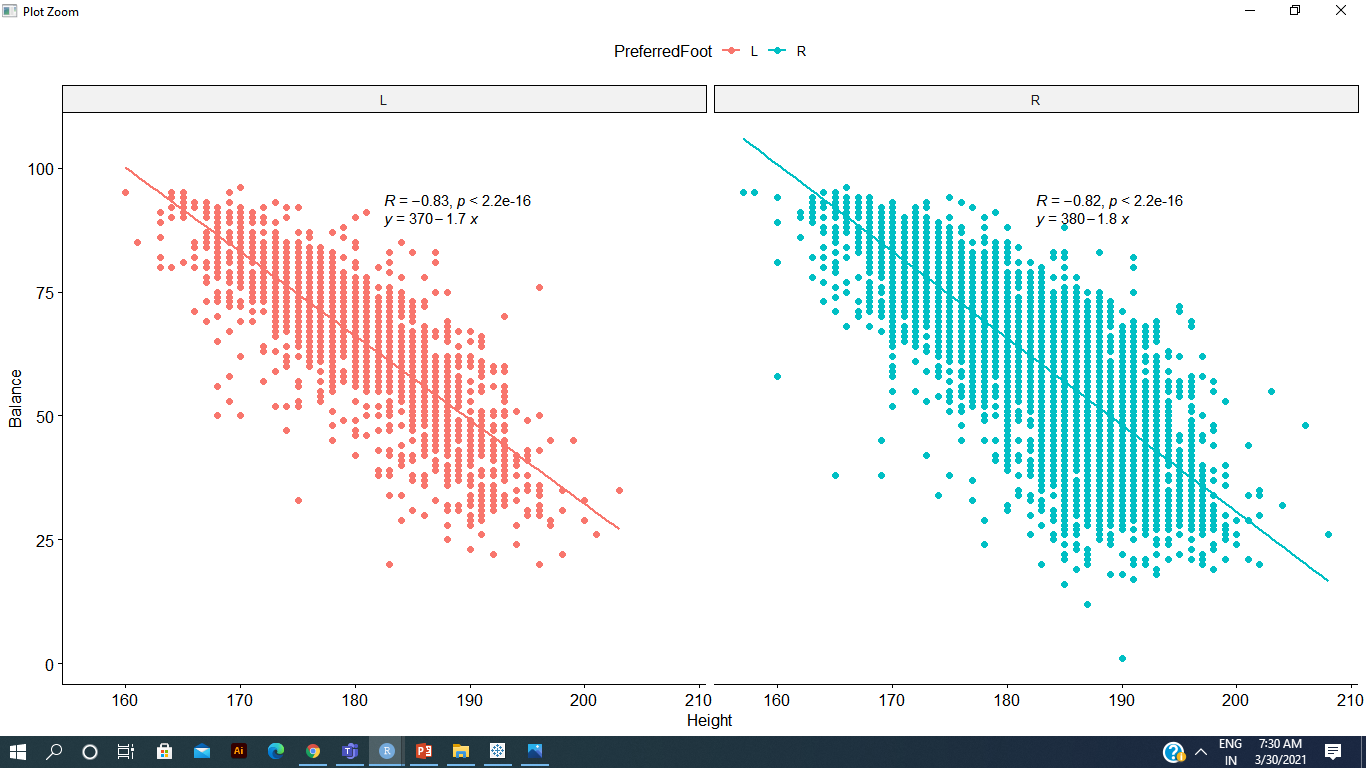 Plot Zoom
PreferredFoot L R
L
R
R = −0.83, p < 2.2e-16
y = 370 − 1.7 x
R = −0.82, p < 2.2e-16
y = 380 − 1.8 x
100
75
50
25
0
Balance
160 170 180 190 200 210
160 170 180 190 200 210
Height
Ai
T
R
P
?
ENG
IN
7:30 AM
3/30/2021